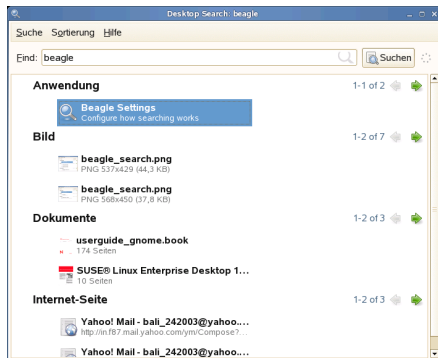 Desktop Search: beagle
Suche Sortierung Hilfe
Find: beagle Suchen
Anwendung 1-1 of 2
Beagle Settings
Configure how searching works
Bild 1-2 of 7
beagle_search.png
PNG 537x429 (44,3 KB)
beagle_search.png
PNG 568x450 (37,8 KB)
Dokumente 1-2 of 3
userguide_gnome.book
174 Seiten
SUSE® Linux Enterprise Desktop 1...
10 Seiten
Internet-Seite 1-2 of 3
Yahoo! Mail - bali_242003@yahoo....
http://in.f87.mail.yahoo.com/ym/Compose?...
Yahoo! Mail - bali_242003@yahoo....